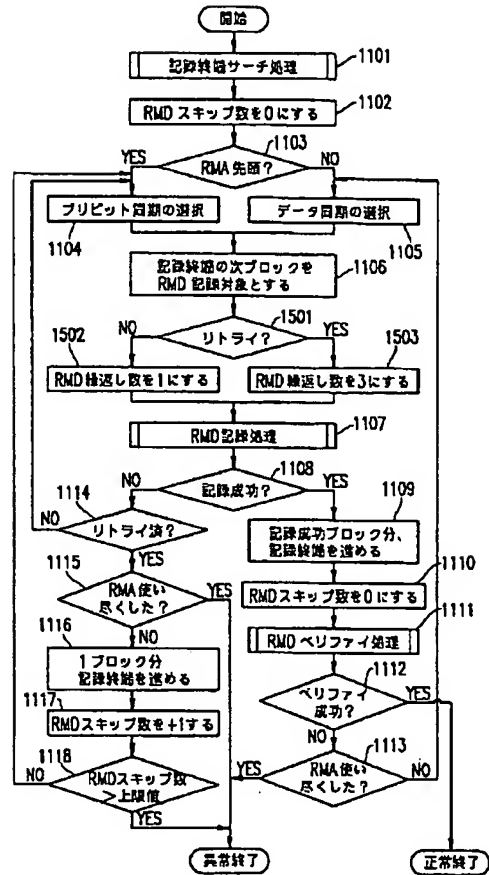 開始
記録終端サーチ処理
1101
RMDスキップ数を0にする
1102
1103
YES
RMA先頭?
NO
プリピット同期の選択
データ同期の選択
1104
1105
記録終端の次ブロックを
RMD記録対象とする
1106
1501
1502
NO
リトライ?
YES
1503
RMD繰返し数を1にする
RMD繰返し数を3にする
RMD記録処理
1107
1108
NO
記録成功?
YES
1109
1114
NO
リトライ済?
記録成功ブロック分、
記録終端を進める
1115
YES
1110
RMA使い
尽くした?
YES
RMDスキップ数を0にする
1111
1116
NO
RMDベリファイ処理
1ブロック分
記録終端を進める
1112
1117
ベリファイ
成功?
YES
RMDスキップ数を+1する
NO
1113
1118
NO
RMDスキップ数
>上限値
YES
RMA使い
尽くした?
NO
YES
異常終了
正常終了